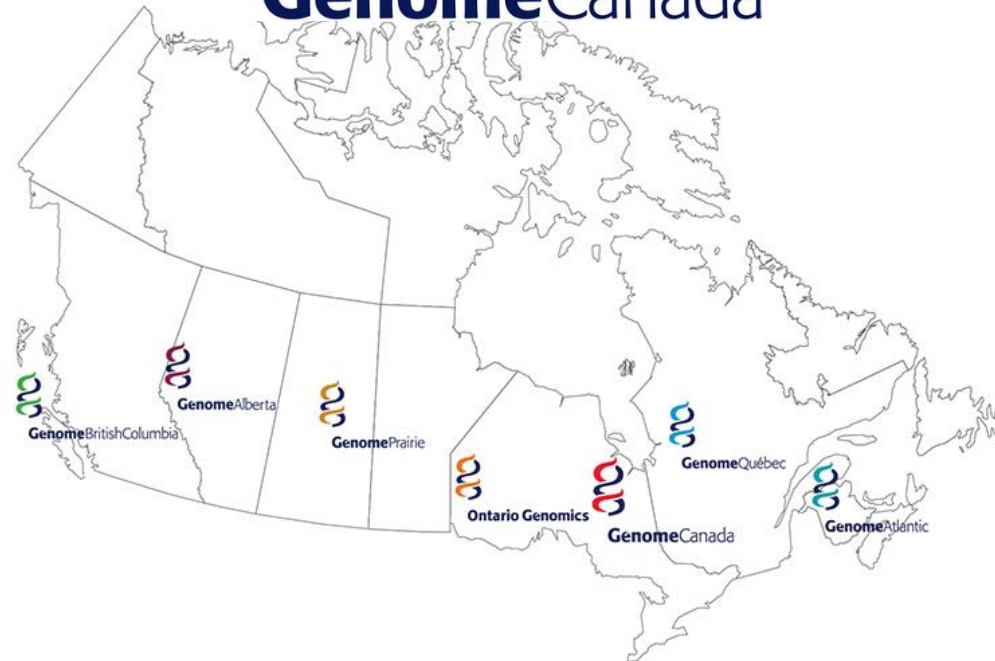 GenomeCanada
GenomeAlberta
GenomeBritishColumbia
GenomePrairie
GenomeQuébec
Ontario Genomics
GenomeCanada
GenomeAtlantic